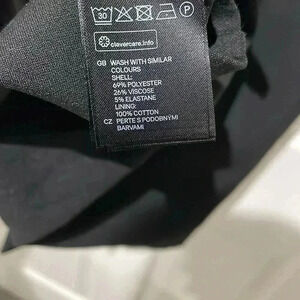 30 P
clevercare.info
GB WASH WITH SIMILAR
COLOURS
SHELL:
69% POLYESTER
26% VISCOSE
5% ELASTANE
LINING:
100% COTTON
CZ PERTE S PODOBNÝMI
BARVAMI